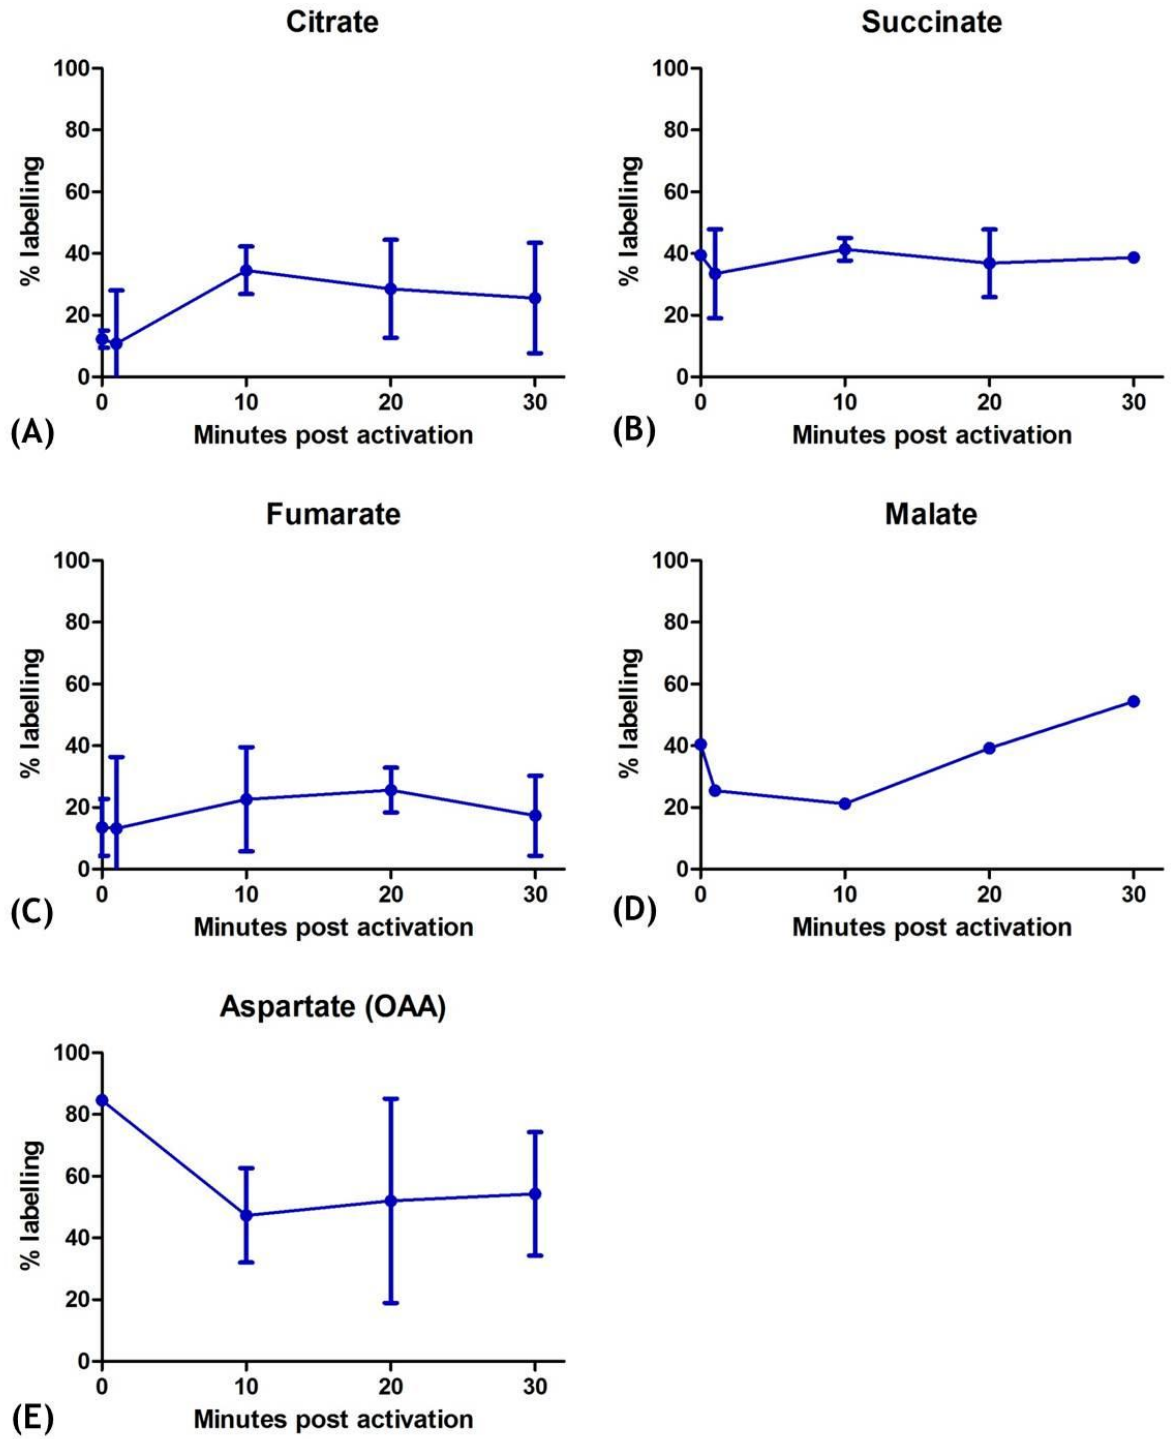 Citrate
100
80
60
40
20
0
% labelling
0 10 20 30
Minutes post activation
(A)
Succinate
100
80
60
40
20
0
% labelling
0 10 20 30
Minutes post activation
(B)
Fumarate
100
80
60
40
20
0
% labelling
0 10 20 30
Minutes post activation
(C)
Malate
100
80
60
40
20
0
% labelling
0 10 20 30
Minutes post activation
(D)
Aspartate (OAA)
100
80
60
40
20
0
% labelling
0 10 20 30
Minutes post activation
(E)